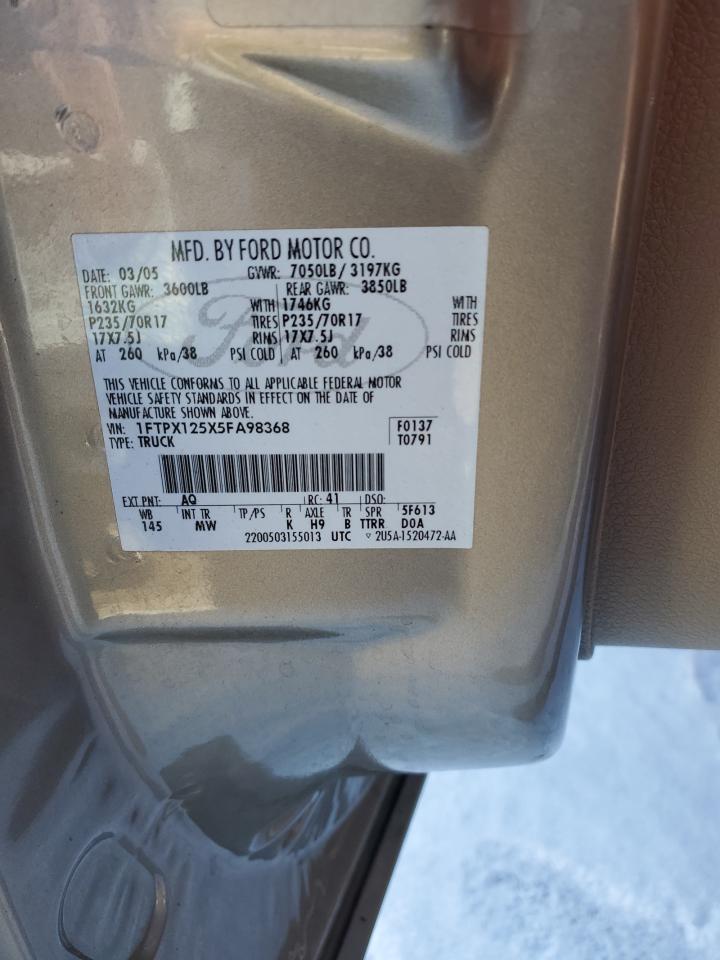 MFD. BY FORD MOTOR CO.
DATE: 03/05 GVWR: 7050LB/ 3197KG
FRONT GAWR: 3600LB REAR GAWR: 3850LB
1632KG WITH 1746KG WITH
P235/70R17 TIRES P235/70R17 TIRES
17X7.5J RIMS 17X7.5J RIMS
AT 260 kPa/38 PSI COLD AT 260 kPa/38 PSI COLD
Ford
THIS VEHICLE CONFORMS TO ALL APPLICABLE FEDERAL MOTOR
VEHICLE SAFETY STANDARDS IN EFFECT ON THE DATE OF
MANUFACTURE SHOWN ABOVE.
VIN: 1FTPX125X5FA98368 F0137
TYPE: TRUCK T0791
EXT PNT: AQ RC: 41 DSO:
WB INT TR TP/PS R AXLE TR SPR 5F613
145 MW K H9 B TTRR D0A
2200503155013 UTC ▽ 2U5A-1520472-AA